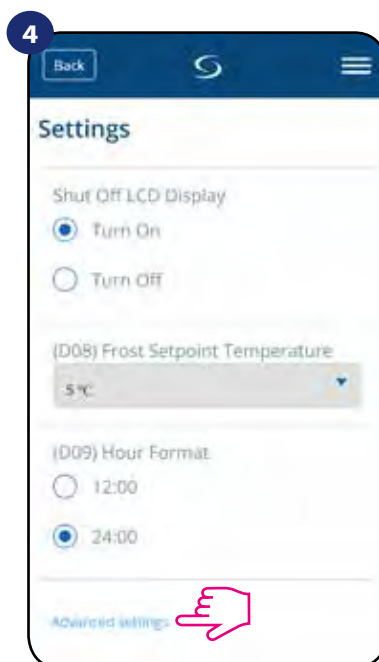 4
Back
Settings
Shut Off LCD Display
Turn On
Turn Off
(D08) Frost Setpoint Temperature
5 °C
(D09) Hour Format
12:00
24:00
Advanced settings